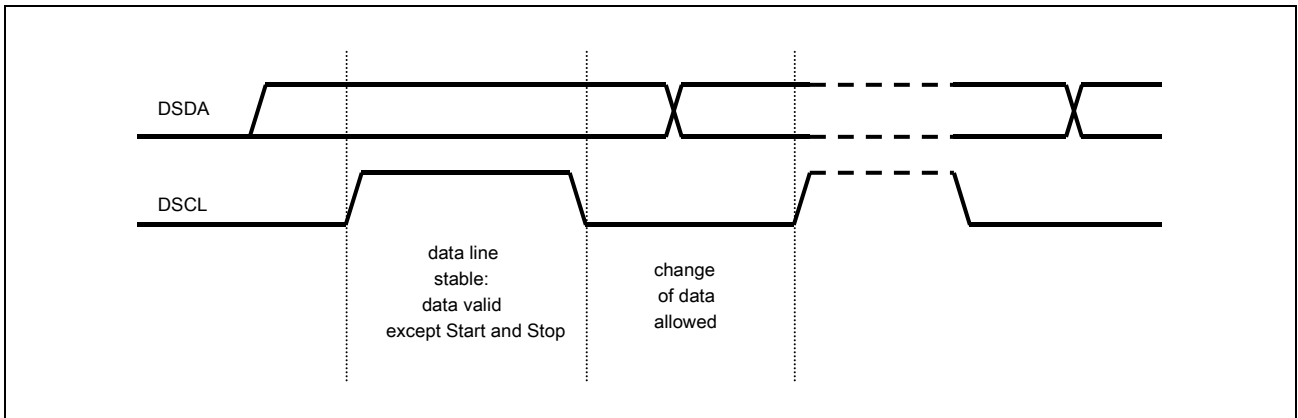 DSDA
DSCL
data line
stable:
data valid
except Start and Stop
change
of data
allowed